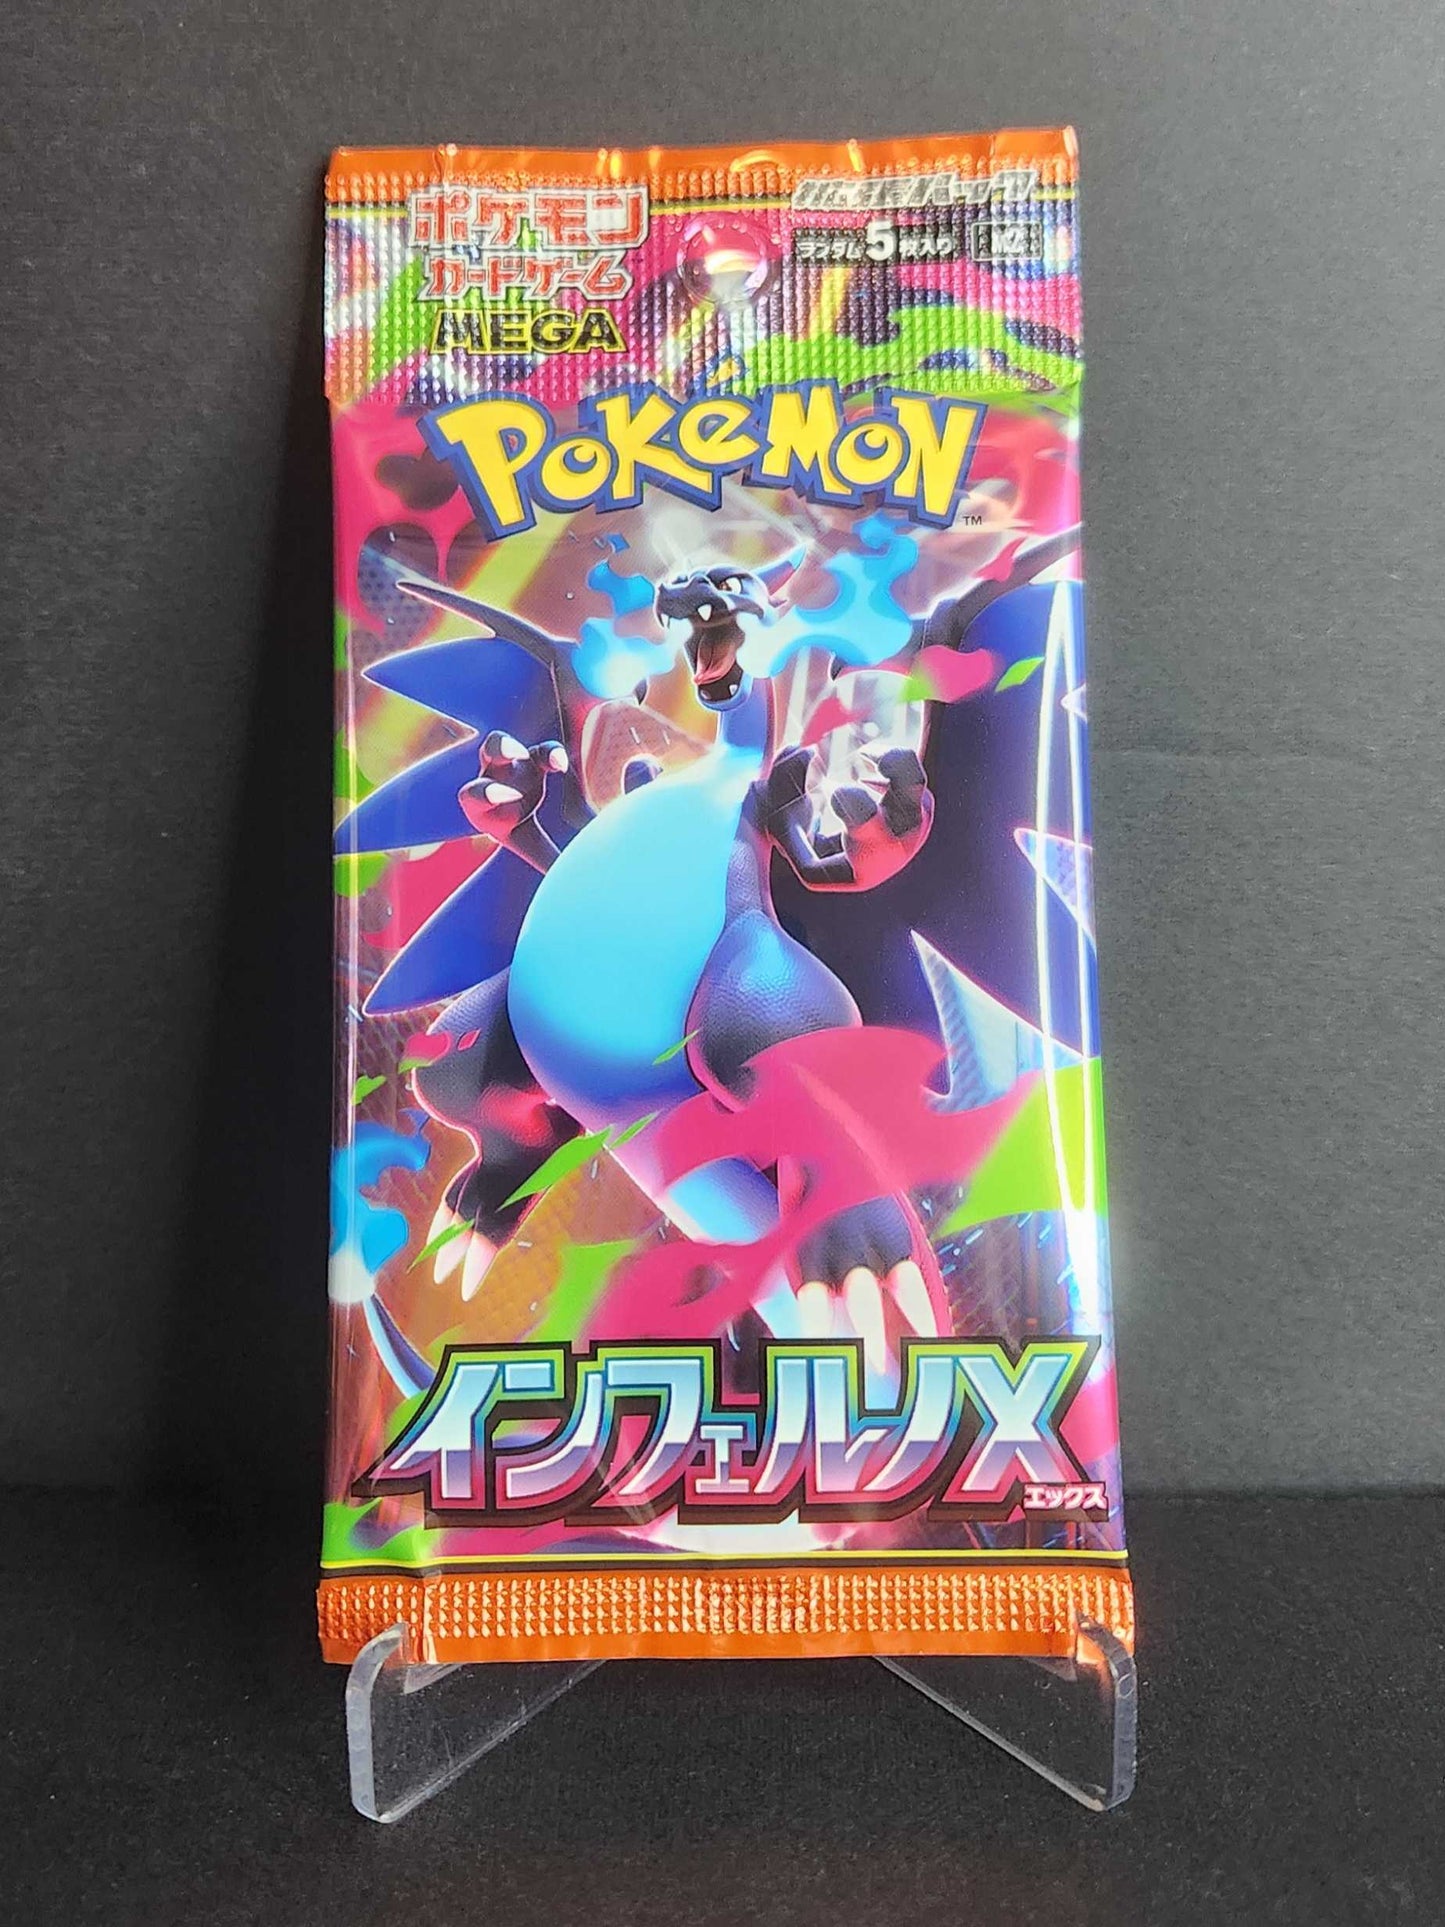 ポケモン
カードゲーム
MEGA
拡張パック
ランダム5枚入り M2
POKéMON
TM
インフェルノX
エックス